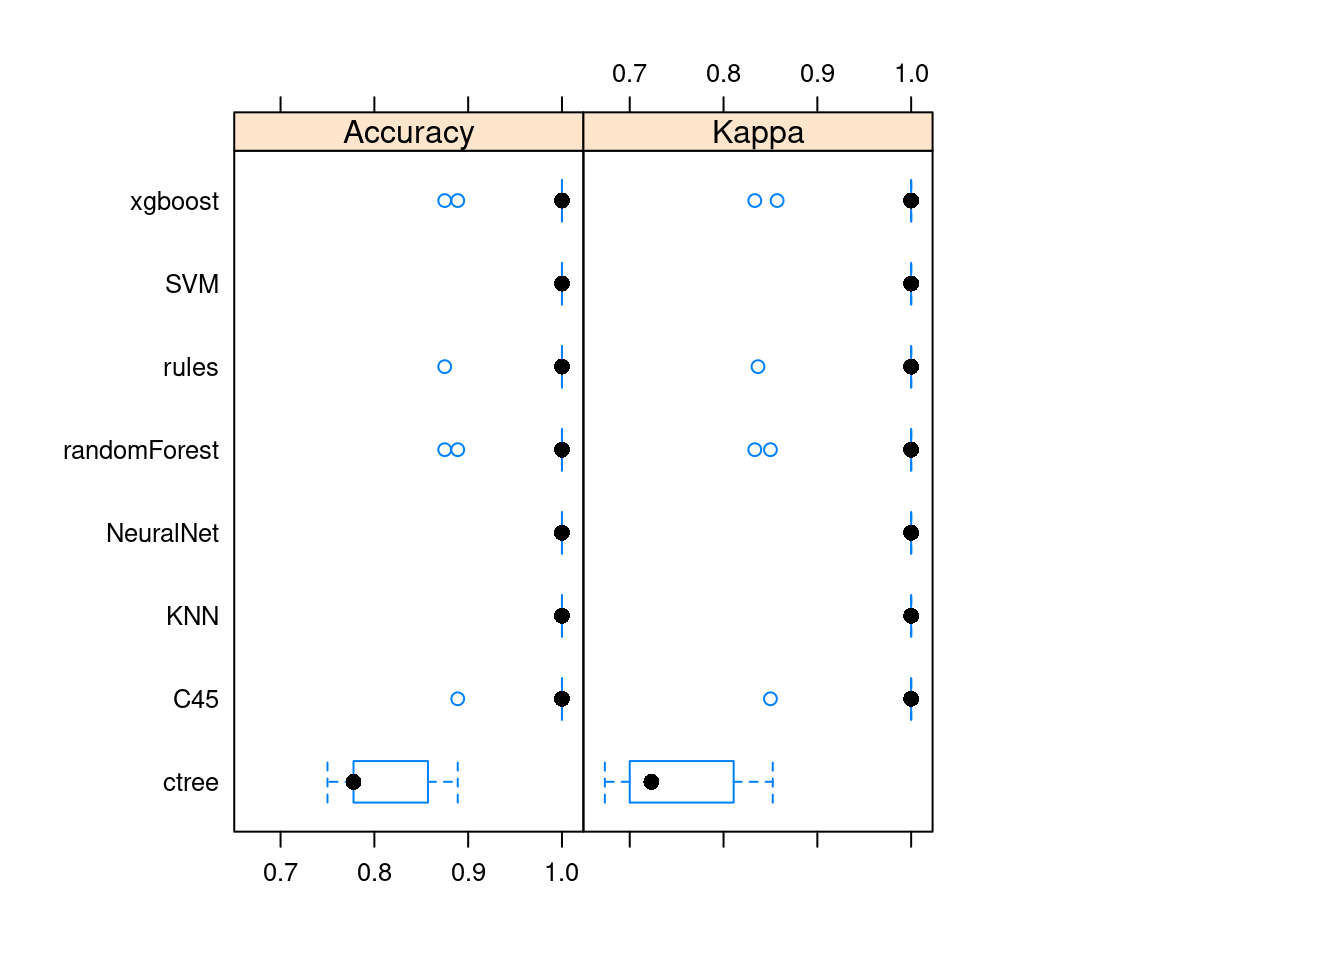 0.7 0.8 0.9 1.0
Accuracy Kappa
xgboost
SVM
rules
randomForest
NeuralNet
KNN
C45
ctree
0.7 0.8 0.9 1.0